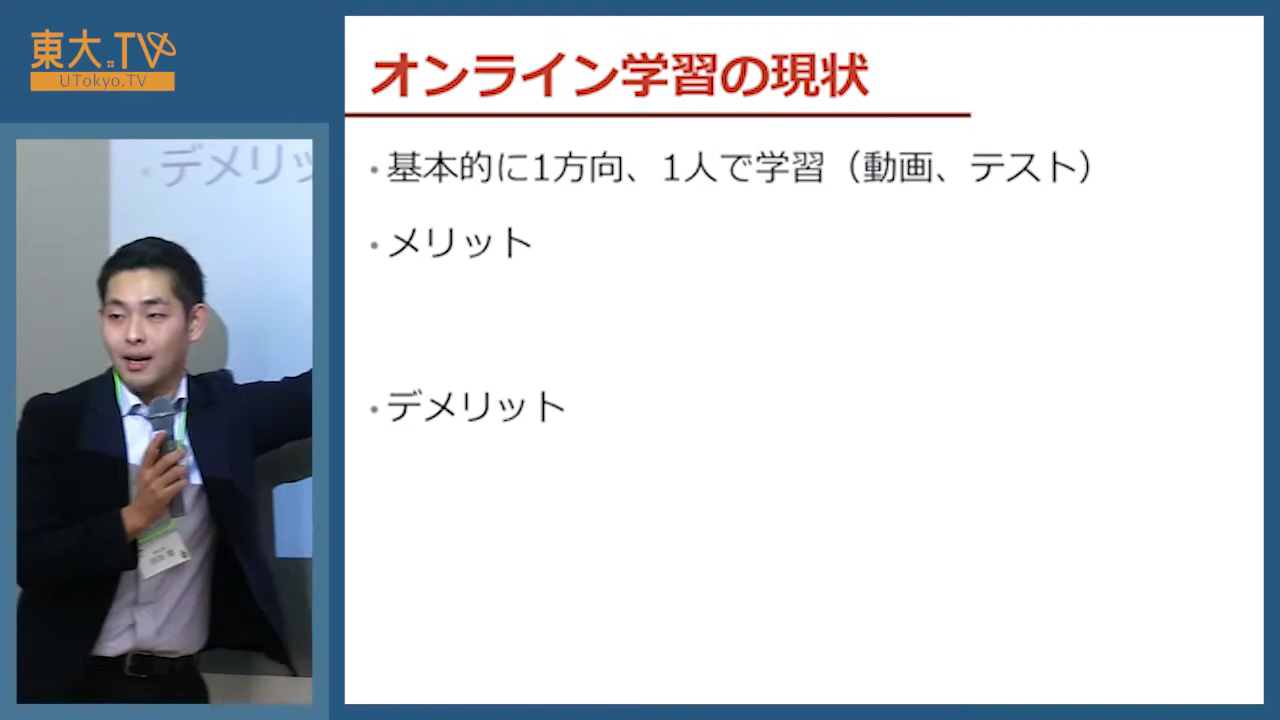 東大.TV
UTokyo.TV
オンライン学習の現状
・基本的に1方向、1人で学習（動画、テスト）
・メリット
・デメリット
・デメリッ